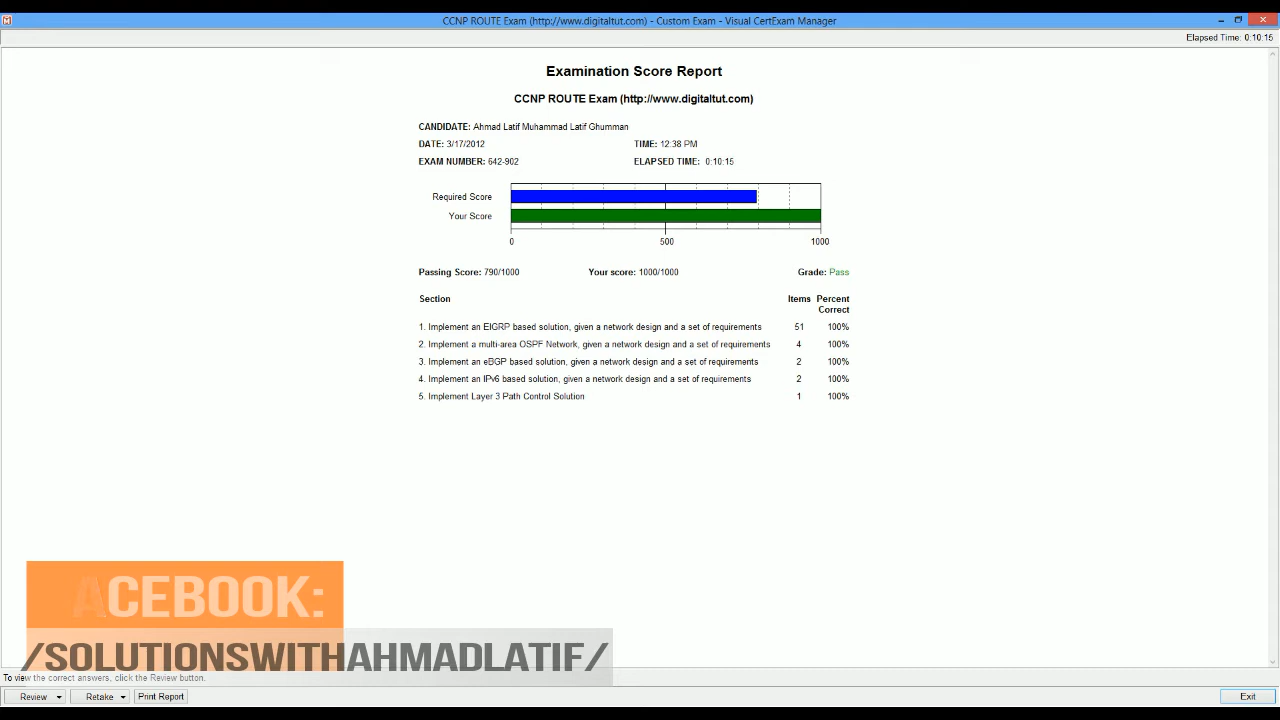 CCNP ROUTE Exam (http://www.digitaltut.com) - Custom Exam - Visual CertExam Manager
Elapsed Time: 0:10:15
Examination Score Report
CCNP ROUTE Exam (http://www.digitaltut.com)
CANDIDATE: Ahmad Latif Muhammad Latif Ghumman
DATE: 3/17/2012 TIME: 12:38 PM
EXAM NUMBER: 642-902 ELAPSED TIME: 0:10:15
Required Score
Your Score
0 500 1000
Passing Score: 790/1000 Your score: 1000/1000 Grade: Pass
Section Items Percent Correct
1. Implement an EIGRP based solution, given a network design and a set of requirements 51 100%
2. Implement a multi-area OSPF Network, given a network design and a set of requirements 4 100%
3. Implement an eBGP based solution, given a network design and a set of requirements 2 100%
4. Implement an IPv6 based solution, given a network design and a set of requirements 2 100%
5. Implement Layer 3 Path Control Solution 1 100%
ACEBOOK:
/SOLUTIONSWITHAHMADLATIF/
To view the correct answers, click the Review button.
Review Retake Print Report Exit